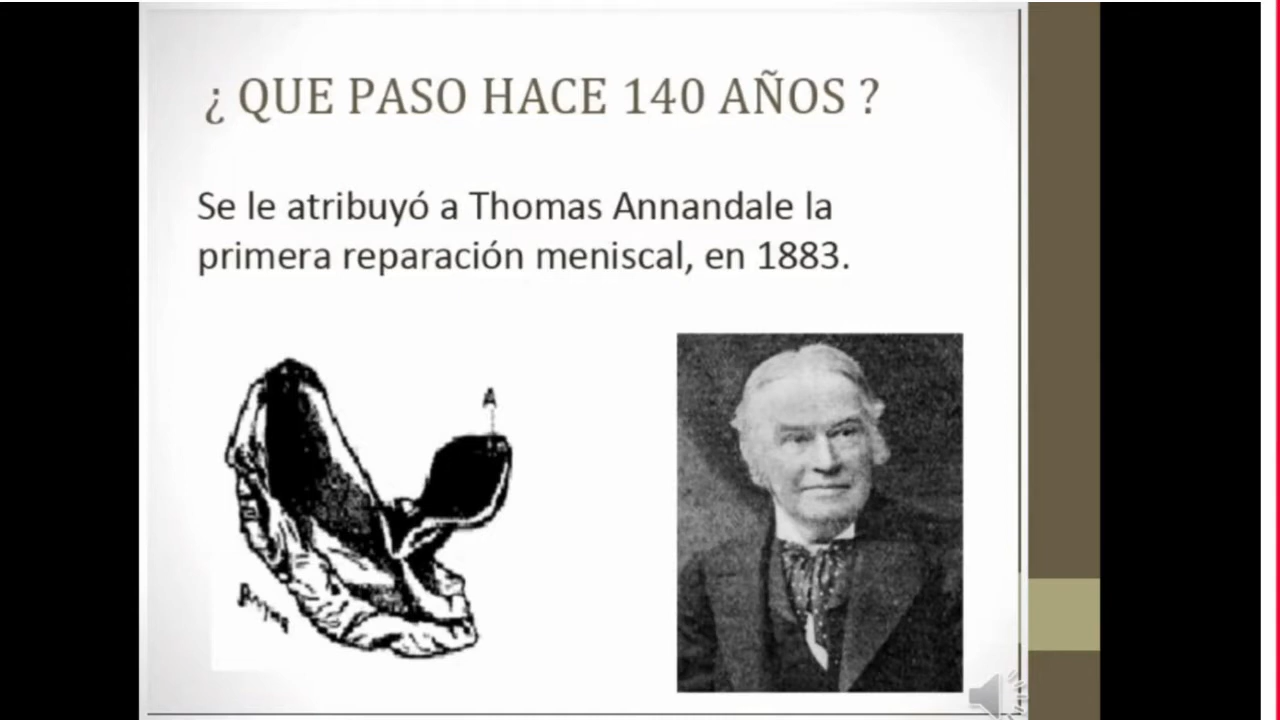 ¿ QUE PASO HACE 140 AÑOS ?
Se le atribuyó a Thomas Annandale la
primera reparación meniscal, en 1883.
A